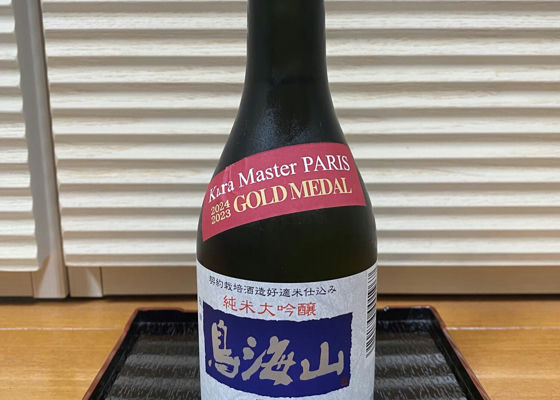 Kura Master PARIS
2024
2023
GOLD MEDAL
契約栽培酒造好適米仕込み
純米大吟醸
鳥海山